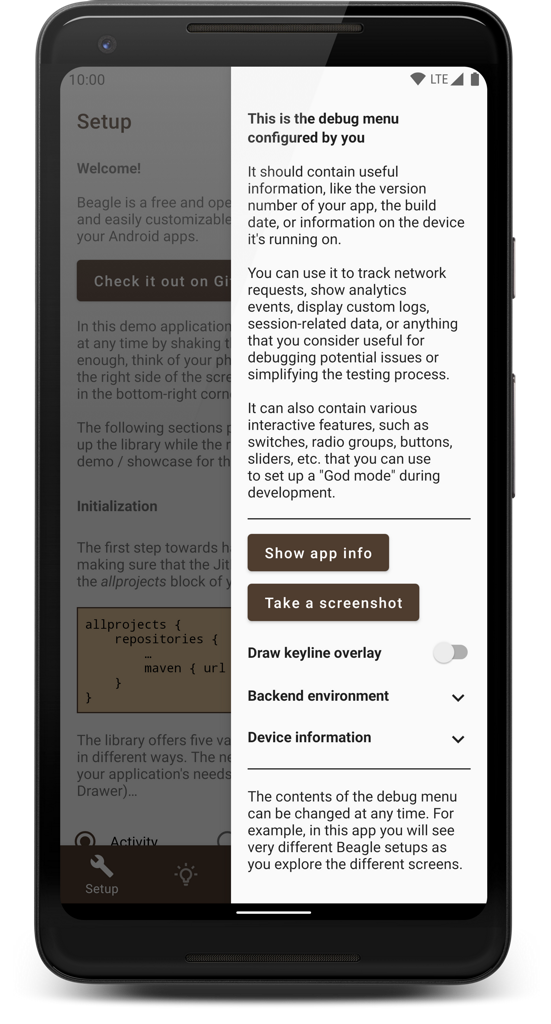 10:00
LTE
Setup
Welcome!
Beagle is a free and ope
and easily customizable
your Android apps.
Check it out on Gi
In this demo application
at any time by shaking t
enough, think of your ph
the right side of the scre
in the bottom-right corn
The following sections p
up the library while the r
demo / showcase for th
Initialization
The first step towards h
making sure that the Jit
the allprojects block of y
allprojects {
repositories {
…
maven { url
}
}
The library offers five va
in different ways. The ne
your application's needs
Drawer)…
Activity
Setup
This is the debug menu
configured by you
It should contain useful
information, like the version
number of your app, the build
date, or information on the device
it's running on.
You can use it to track network
requests, show analytics
events, display custom logs,
session-related data, or anything
that you consider useful for
debugging potential issues or
simplifying the testing process.
It can also contain various
interactive features, such as
switches, radio groups, buttons,
sliders, etc. that you can use
to set up a "God mode" during
development.
Show app info
Take a screenshot
Draw keyline overlay
Backend environment
Device information
The contents of the debug menu
can be changed at any time. For
example, in this app you will see
very different Beagle setups as
you explore the different screens.